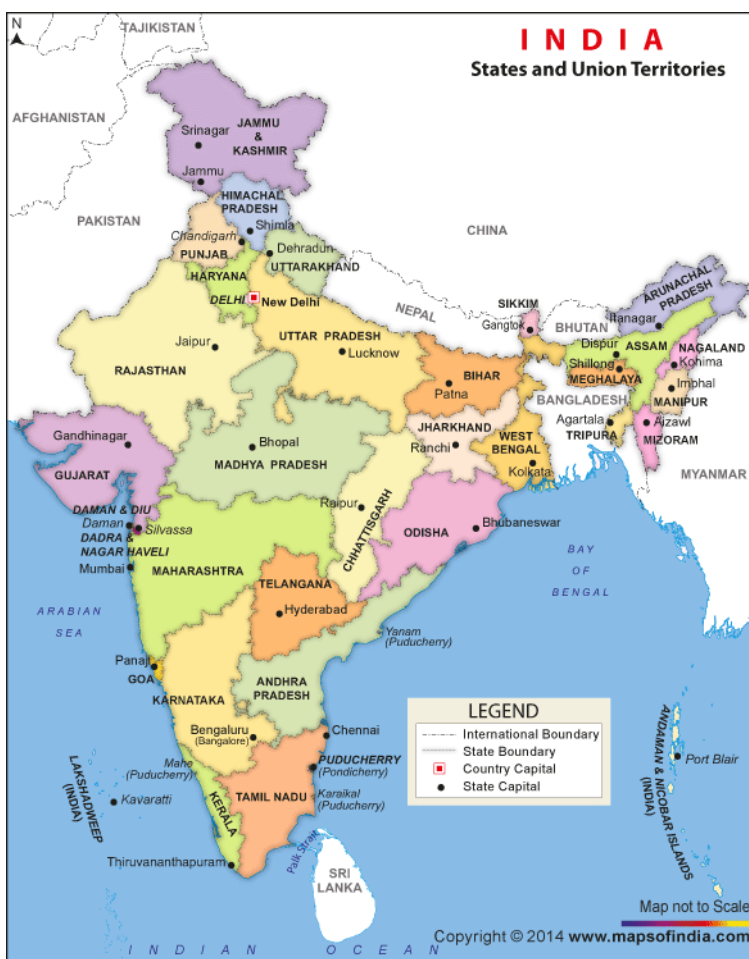 N
TAJIKISTAN
INDIA
States and Union Territories
AFGHANISTAN
JAMMU
&
KASHMIR
Srinagar
Jammu
HIMACHAL
PRADESH
PAKISTAN
Chandigarh
Shimla
CHINA
PUNJAB
Dehradun
UTTARAKHAND
HARYANA
DELHI
New Delhi
NEPAL
SIKKIM
Gangtok
BHUTAN
ARUNACHAL
PRADESH
Itanagar
Dispur
ASSAM
NAGALAND
Kohima
Shillong
MEGHALAYA
Imphal
MANIPUR
BANGLADESH
Agartala
TRIPURA
Aizawl
MIZORAM
MYANMAR
Jaipur
RAJASTHAN
UTTAR PRADESH
Lucknow
BIHAR
Patna
JHARKHAND
Ranchi
WEST
BENGAL
Kolkata
Gandhinagar
GUJARAT
Bhopal
MADHYA PRADESH
Raipur
CHHATTISGARH
ODISHA
Bhubaneswar
DAMAN & DIU
Daman
Silvassa
DADRA &
NAGAR HAVELI
Mumbai
MAHARASHTRA
TELANGANA
Hyderabad
BAY
OF
BENGAL
ARABIAN
SEA
Yanam
(Puducherry)
Panaji
GOA
KARNATAKA
ANDHRA
PRADESH
Bengaluru
(Bangalore)
Chennai
Mahe
(Puducherry)
PUDUCHERRY
(Pondicherry)
TAMIL NADU
Karaikal
(Puducherry)
KERALA
LAKSHADWEEP
(INDIA)
Kavaratti
Thiruvananthapuram
Palk Strait
SRI
LANKA
LEGEND
International Boundary
State Boundary
Country Capital
State Capital
ANDAMAN & NICOBAR ISLANDS
(INDIA)
Port Blair
INDIAN OCEAN
Map not to Scale
Copyright © 2014 www.mapsofindia.com